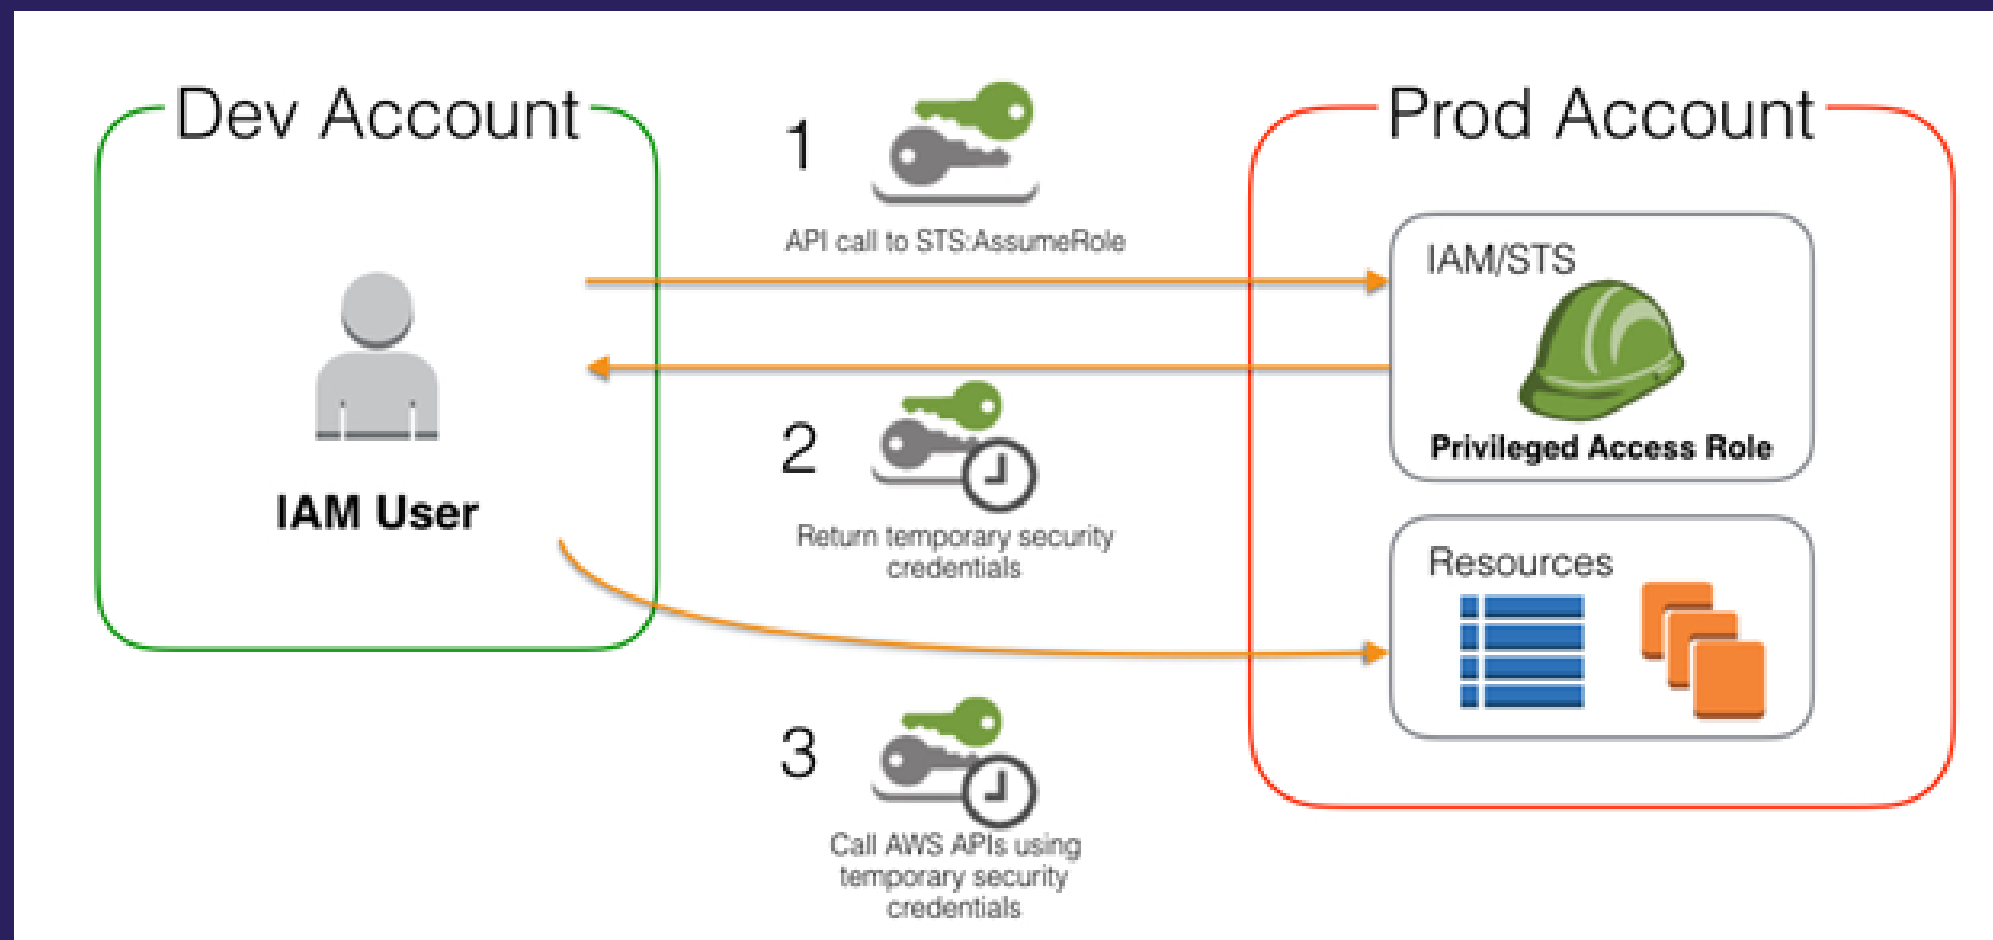 Dev Account
Prod Account
1
API call to STS:AssumeRole
IAM/STS
Privileged Access Role
IAM User
2
Return temporary security
credentials
Resources
3
Call AWS APIs using
temporary security
credentials